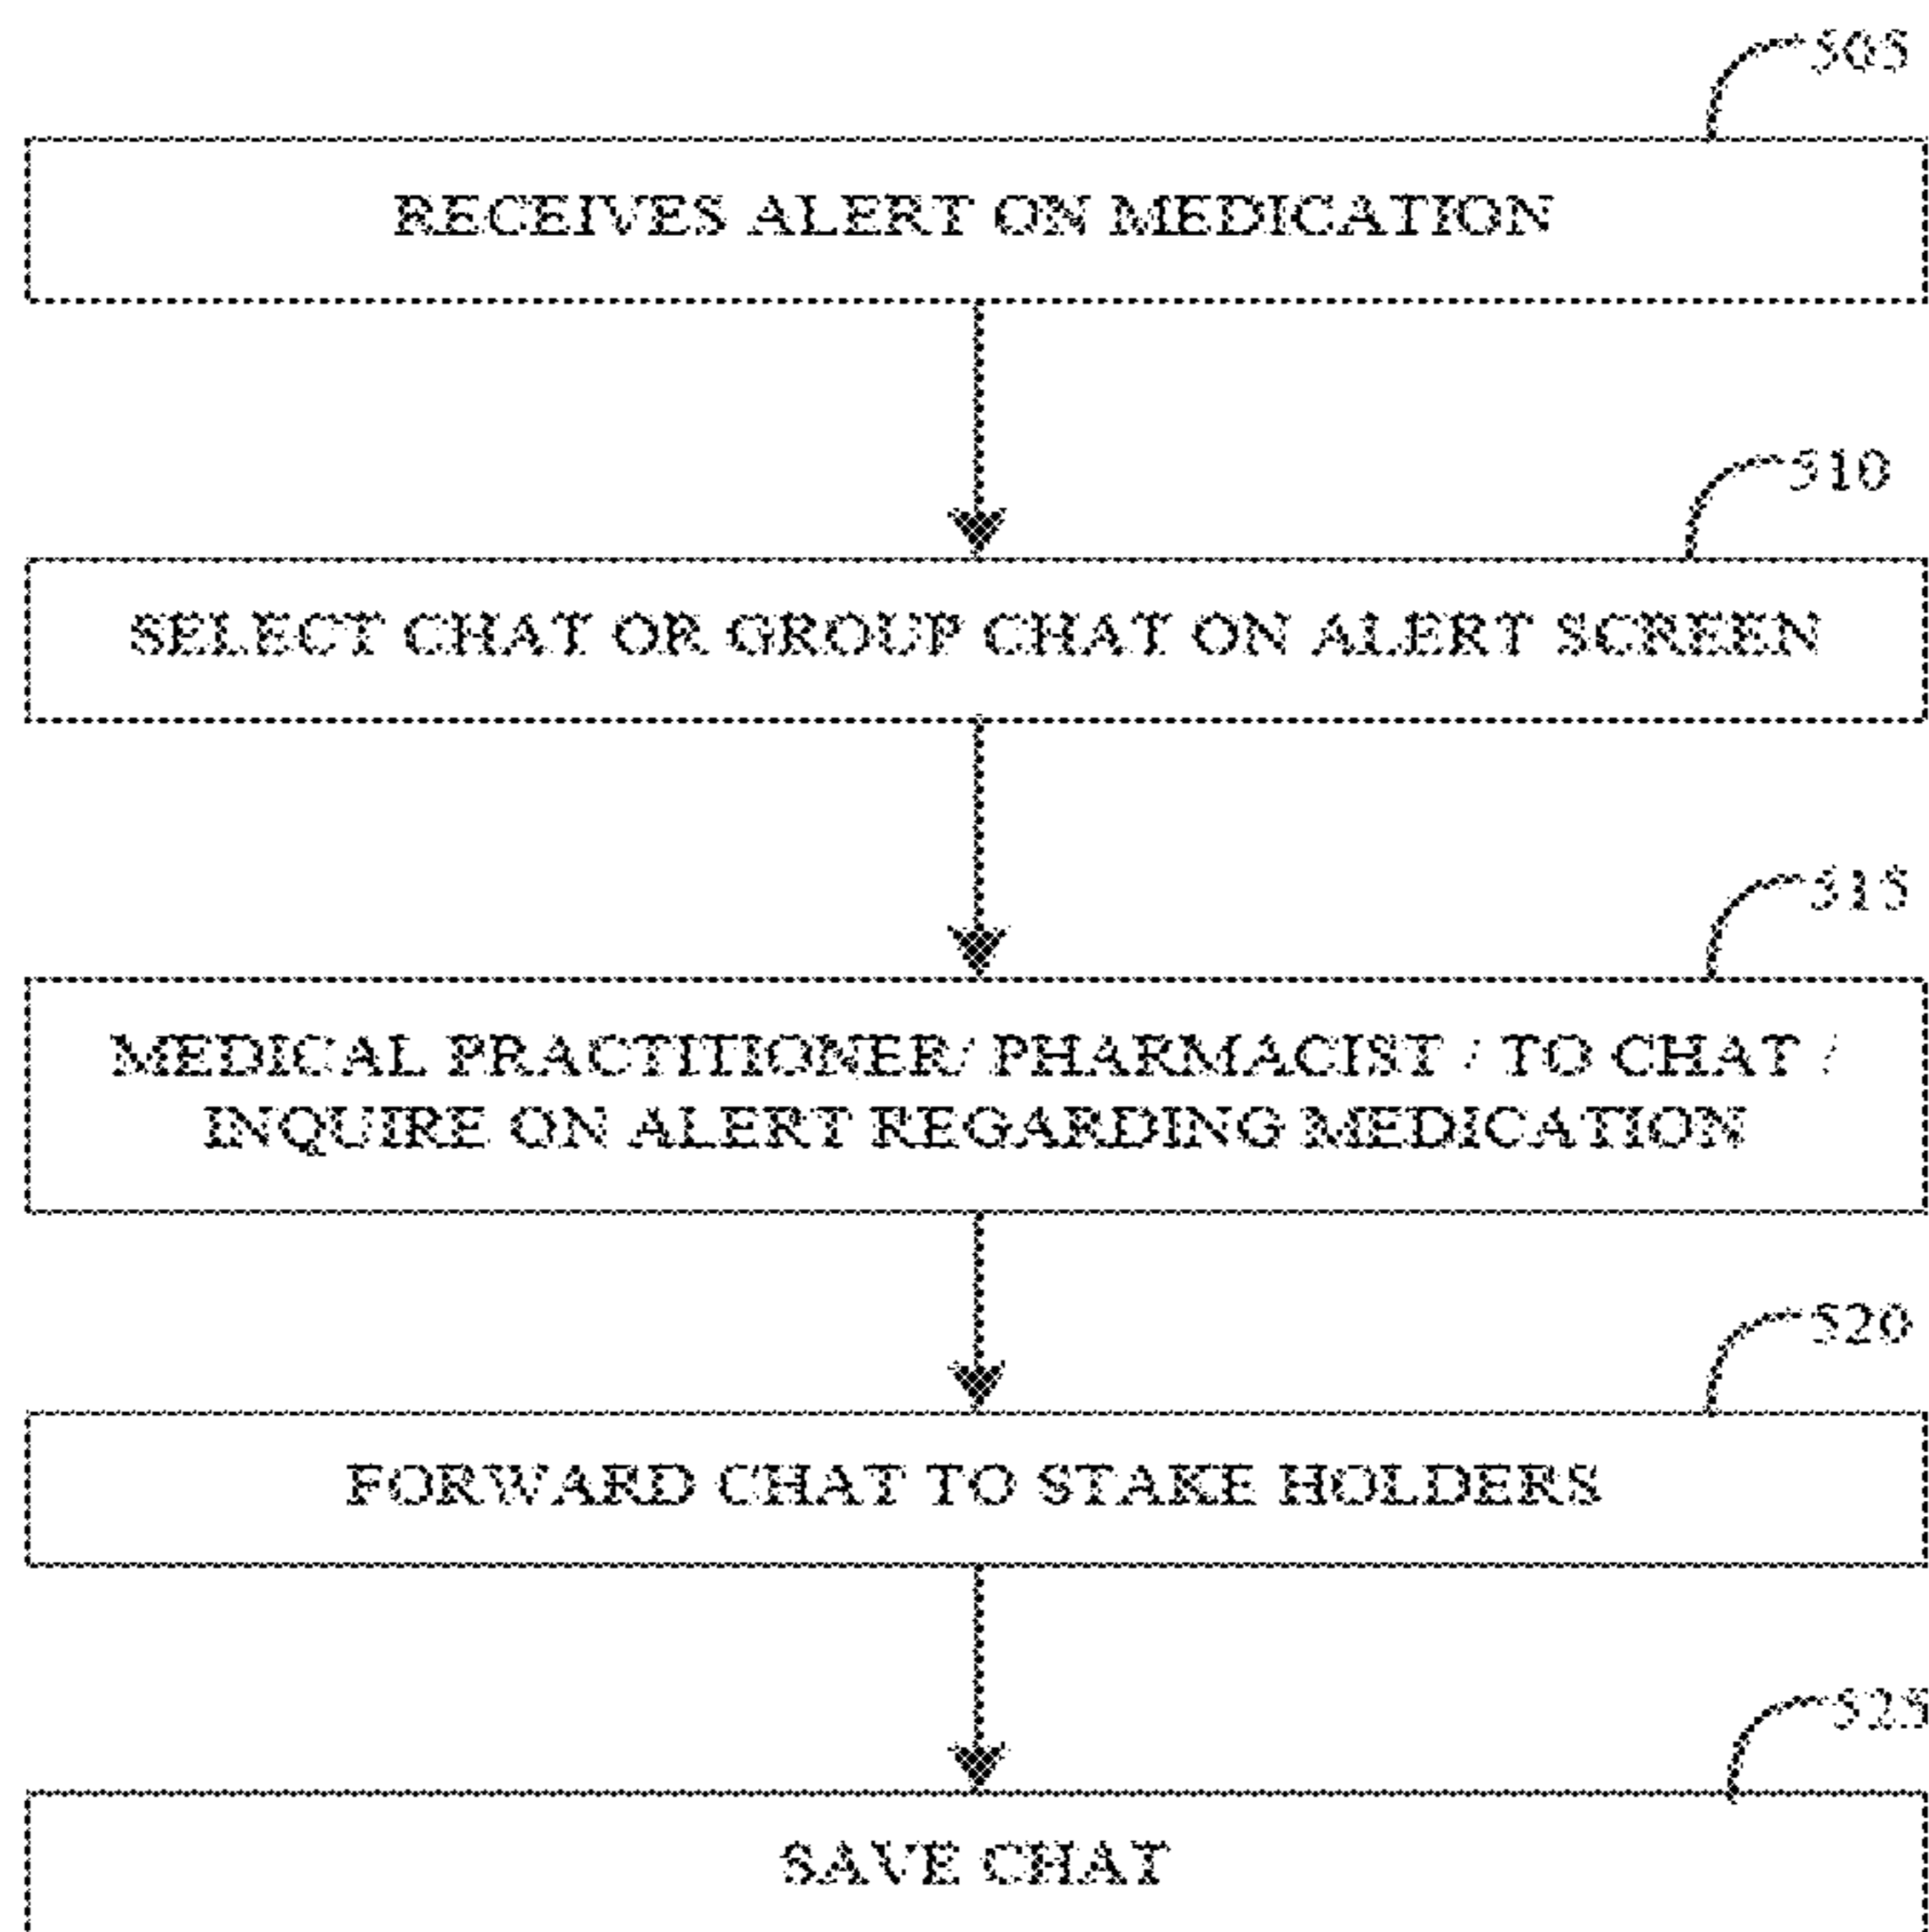 505
RECEIVES ALERT ON MEDICATION
510
SELECT CHAT OR GROUP CHAT ON ALERT SCREEN
515
MEDICAL PRACTITIONER/ PHARMACIST / TO CHAT /
INQUIRE ON ALERT REGARDING MEDICATION
520
FORWARD CHAT TO STAKE HOLDERS
525
SAVE CHAT